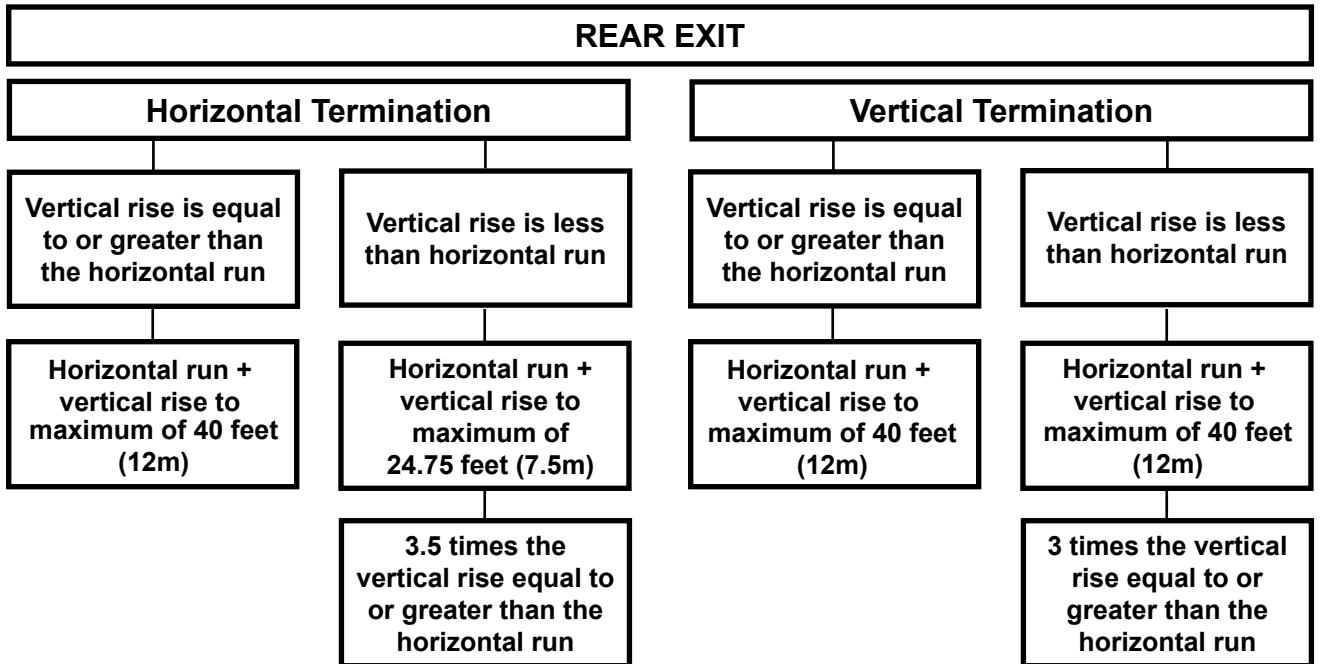 REAR EXIT
Horizontal Termination
Vertical Termination
Vertical rise is equal
to or greater than
the horizontal run
Vertical rise is less
than horizontal run
Vertical rise is equal
to or greater than
the horizontal run
Vertical rise is less
than horizontal run
Horizontal run +
vertical rise to
maximum of 40 feet
(12m)
Horizontal run +
vertical rise to
maximum of
24.75 feet (7.5m)
Horizontal run +
vertical rise to
maximum of 40 feet
(12m)
Horizontal run +
vertical rise to
maximum of 40 feet
(12m)
3.5 times the
vertical rise equal to
or greater than the
horizontal run
3 times the vertical
rise equal to or
greater than the
horizontal run